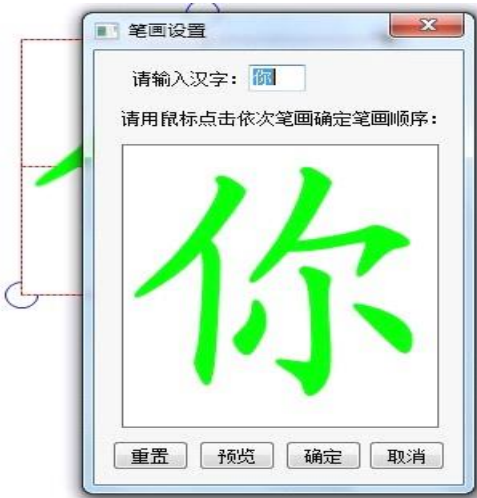 笔画设置
请输入汉字：你
请用鼠标点击依次笔画确定笔画顺序：
你
重置 预览 确定 取消